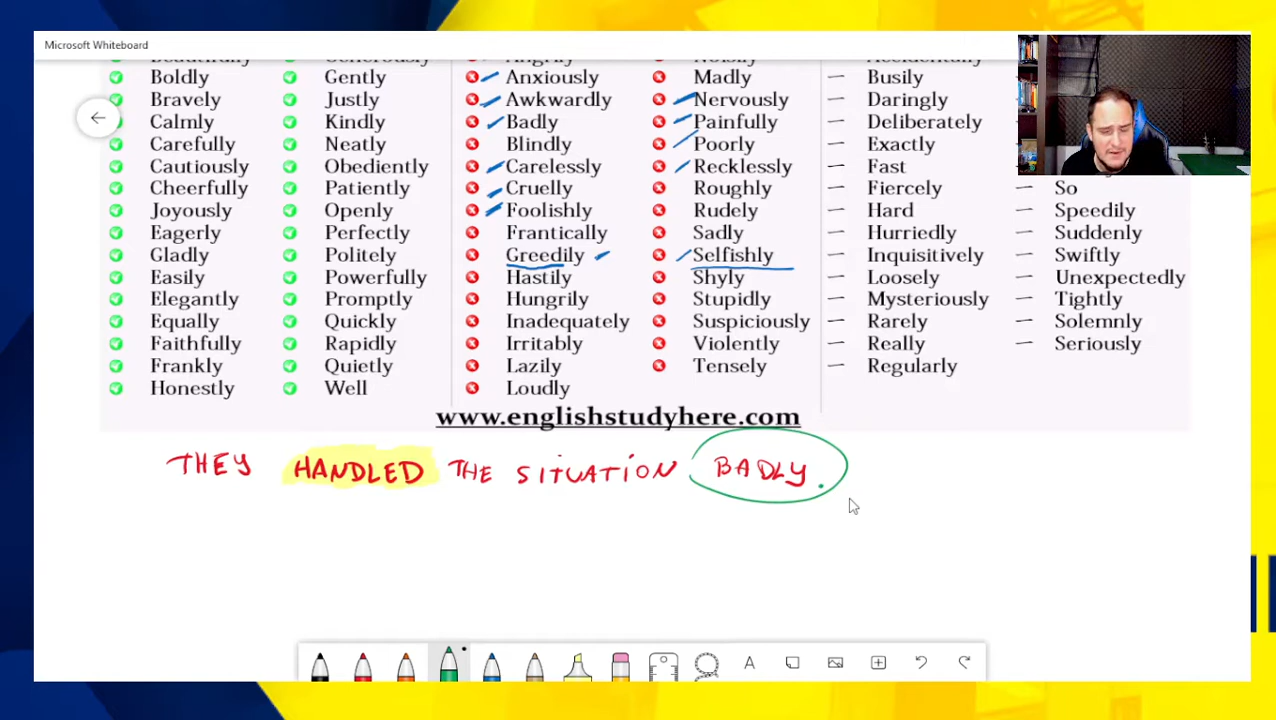 Microsoft Whiteboard
Boldly Gently Anxiously Madly Busily
Bravely Justly Awkwardly Nervously Daringly
Calmly Kindly Badly Painfully Deliberately
Carefully Neatly Blindly Poorly Exactly
Cautiously Obediently Carelessly Recklessly Fast
Cheerfully Patiently Cruelly Roughly Fiercely So
Joyously Openly Foolishly Rudely Hard Speedily
Eagerly Perfectly Frantically Sadly Hurriedly Suddenly
Gladly Politely Greedily Selfishly Inquisitively Swiftly
Easily Powerfully Hastily Shyly Loosely Unexpectedly
Elegantly Promptly Hungrily Stupidly Mysteriously Tightly
Equally Quickly Inadequately Suspiciously Rarely Solemnly
Faithfully Rapidly Irritably Violently Really Seriously
Frankly Quietly Lazily Tensely Regularly
Honestly Well Loudly
www.englishstudyhere.com
THEY HANDLED THE SITUATION BADLY.
A